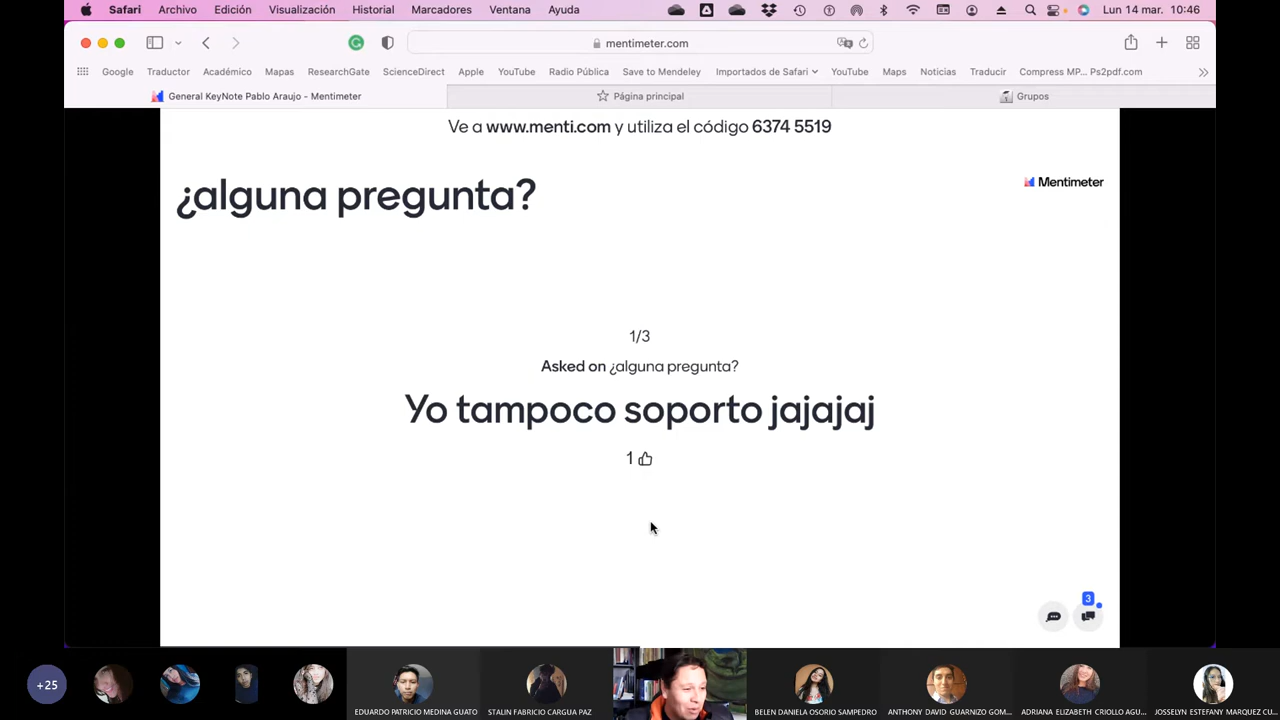 Safari Archivo Edición Visualización Historial Marcadores Ventana Ayuda Lun 14 mar. 10:46
mentimeter.com
Google Traductor Académico Mapas ResearchGate ScienceDirect Apple YouTube Radio Pública Save to Mendeley Importados de Safari YouTube Maps Noticias Traducir Compress MP... Ps2pdf.com
General KeyNote Pablo Araujo - Mentimeter Página principal Grupos
Ve a www.menti.com y utiliza el código 6374 5519
¿alguna pregunta?
Mentimeter
1/3
Asked on ¿alguna pregunta?
Yo tampoco soporto jajajaj
1
3
+25
EDUARDO PATRICIO MEDINA GUATO STALIN FABRICIO CARGUA PAZ BELEN DANIELA OSORIO SAMPEDRO ANTHONY DAVID GUARNIZO GOM... ADRIANA ELIZABETH CRIOLLO AGU... JOSSELYN ESTEFANY MARQUEZ CU...